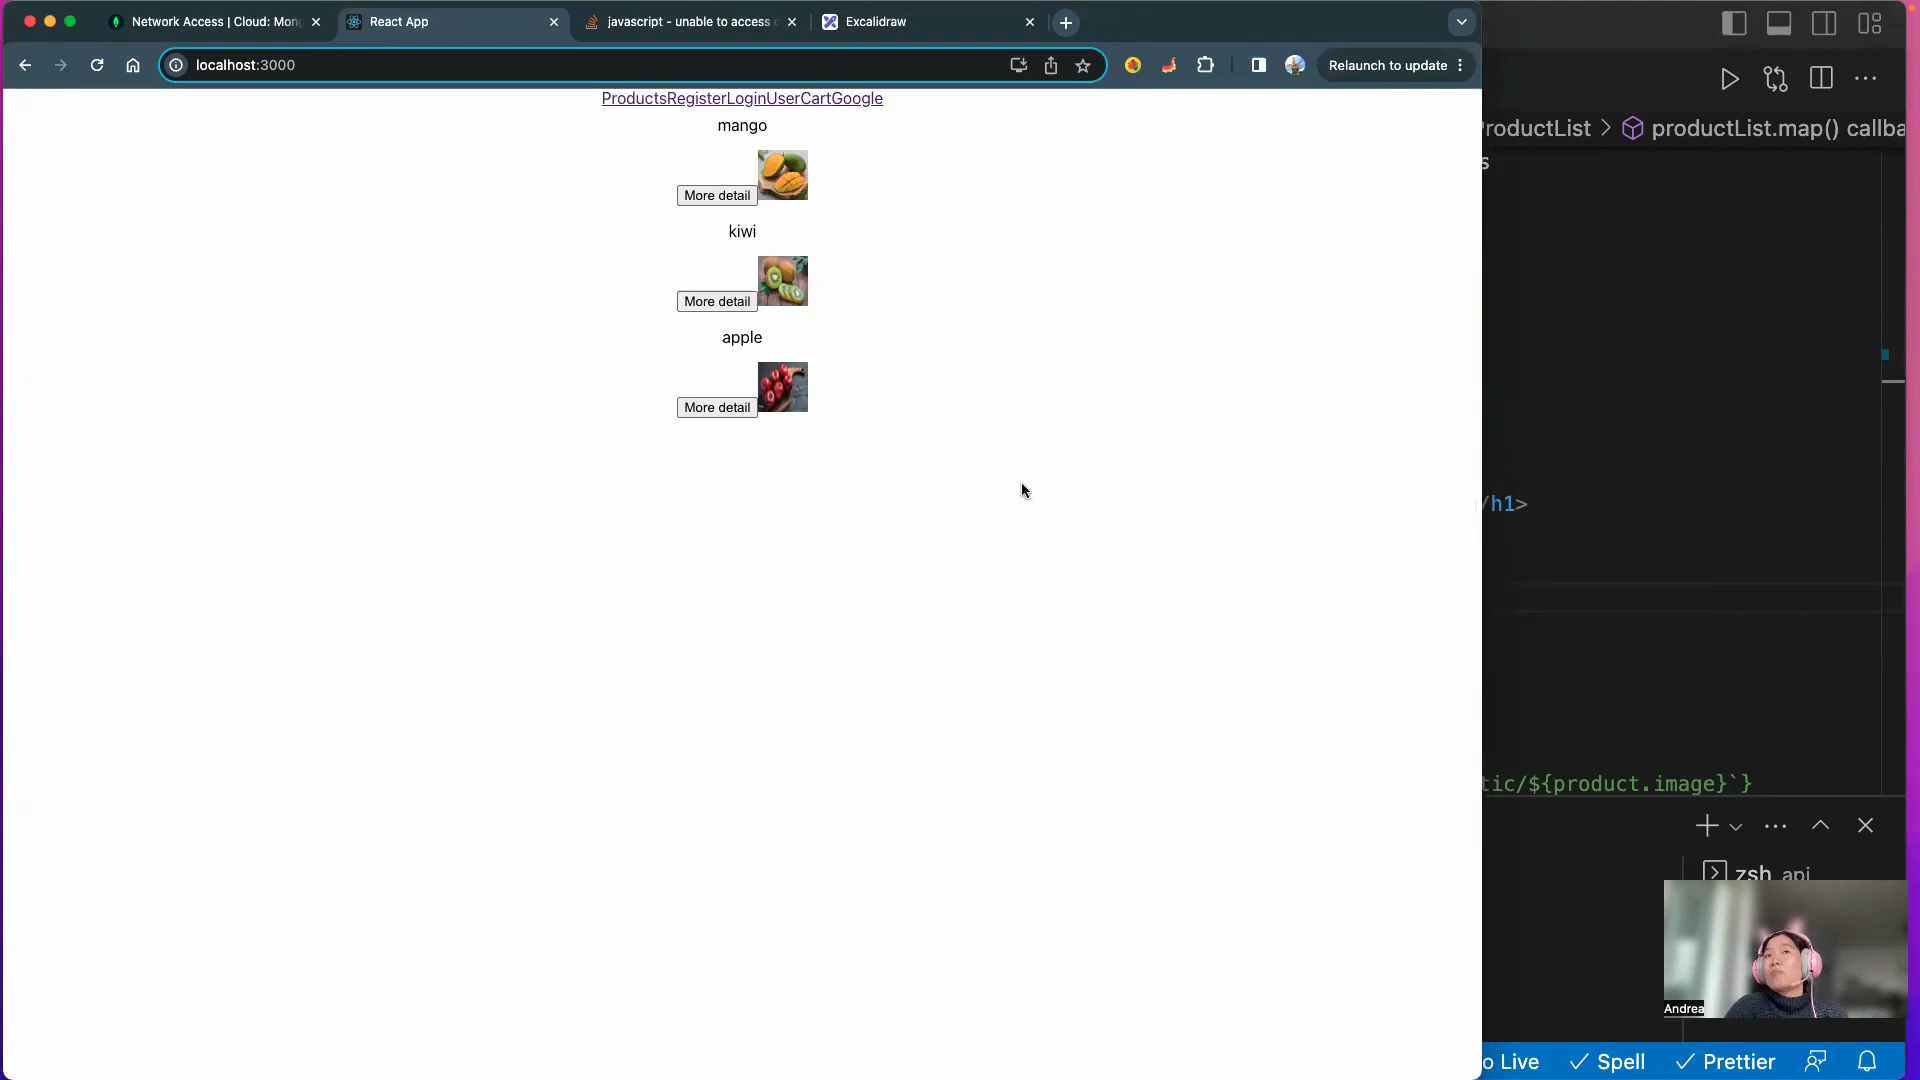 Network Access | Cloud: Mon
React App
javascript - unable to access
Excalidraw
localhost:3000
Relaunch to update
ProductsRegisterLoginUserCartGoogle
mango
More detail
kiwi
More detail
apple
More detail
roductList > productList.map() callba
s
/h1>
tic/${product.image}`}
zsh api
Andrea
o Live
Spell
Prettier